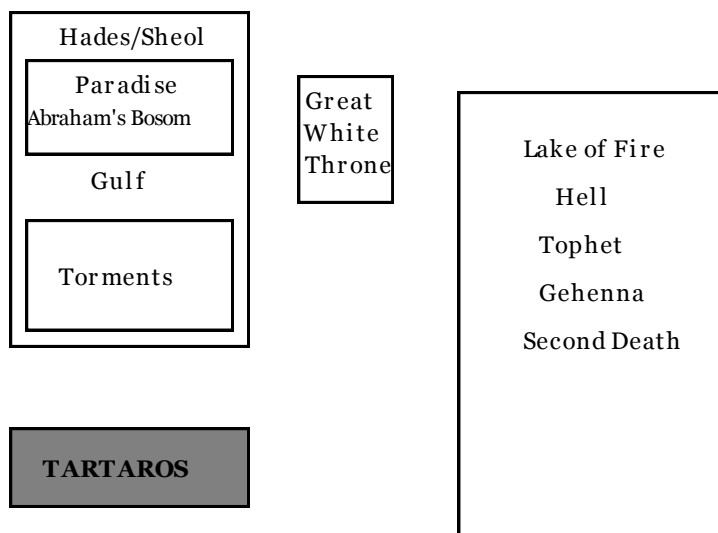 Hades/Sheol
Paradise
Abraham's Bosom
Gulf
Torments
TARTAROS
Great
White
Throne
Lake of Fire
Hell
Tophet
Gehenna
Second Death